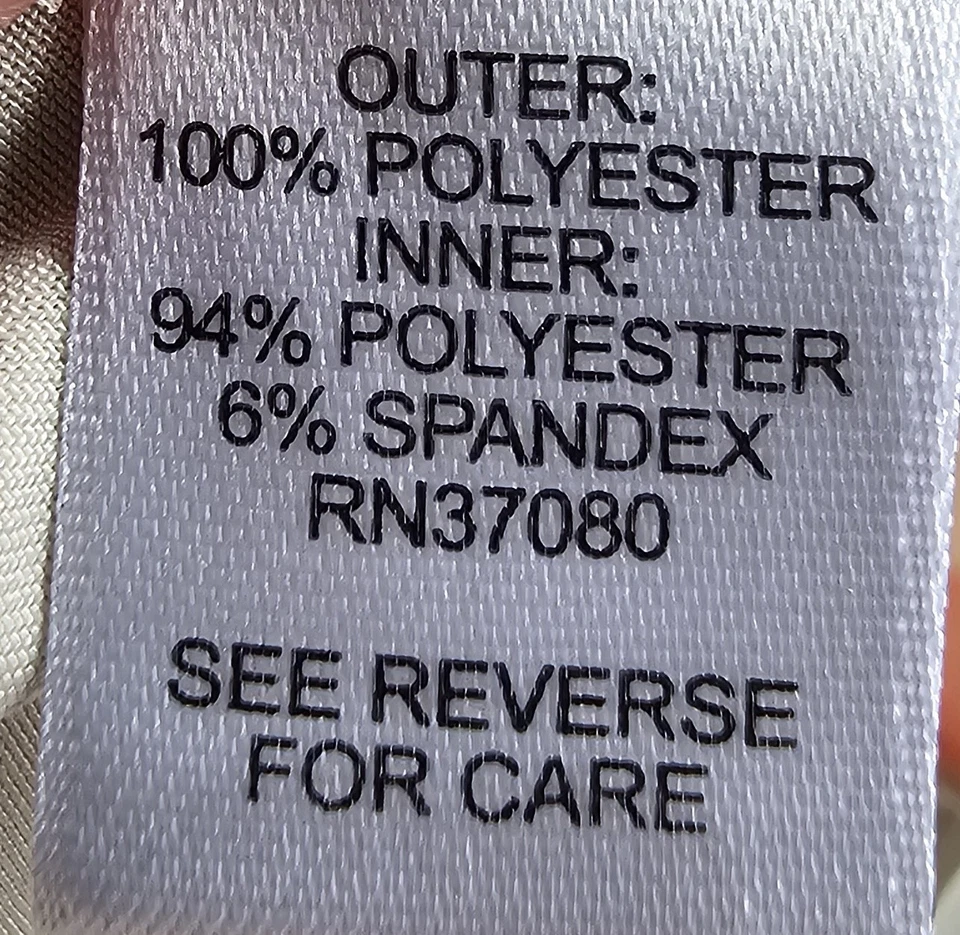 OUTER:
100% POLYESTER
INNER:
94% POLYESTER
6% SPANDEX
RN37080
SEE REVERSE
FOR CARE